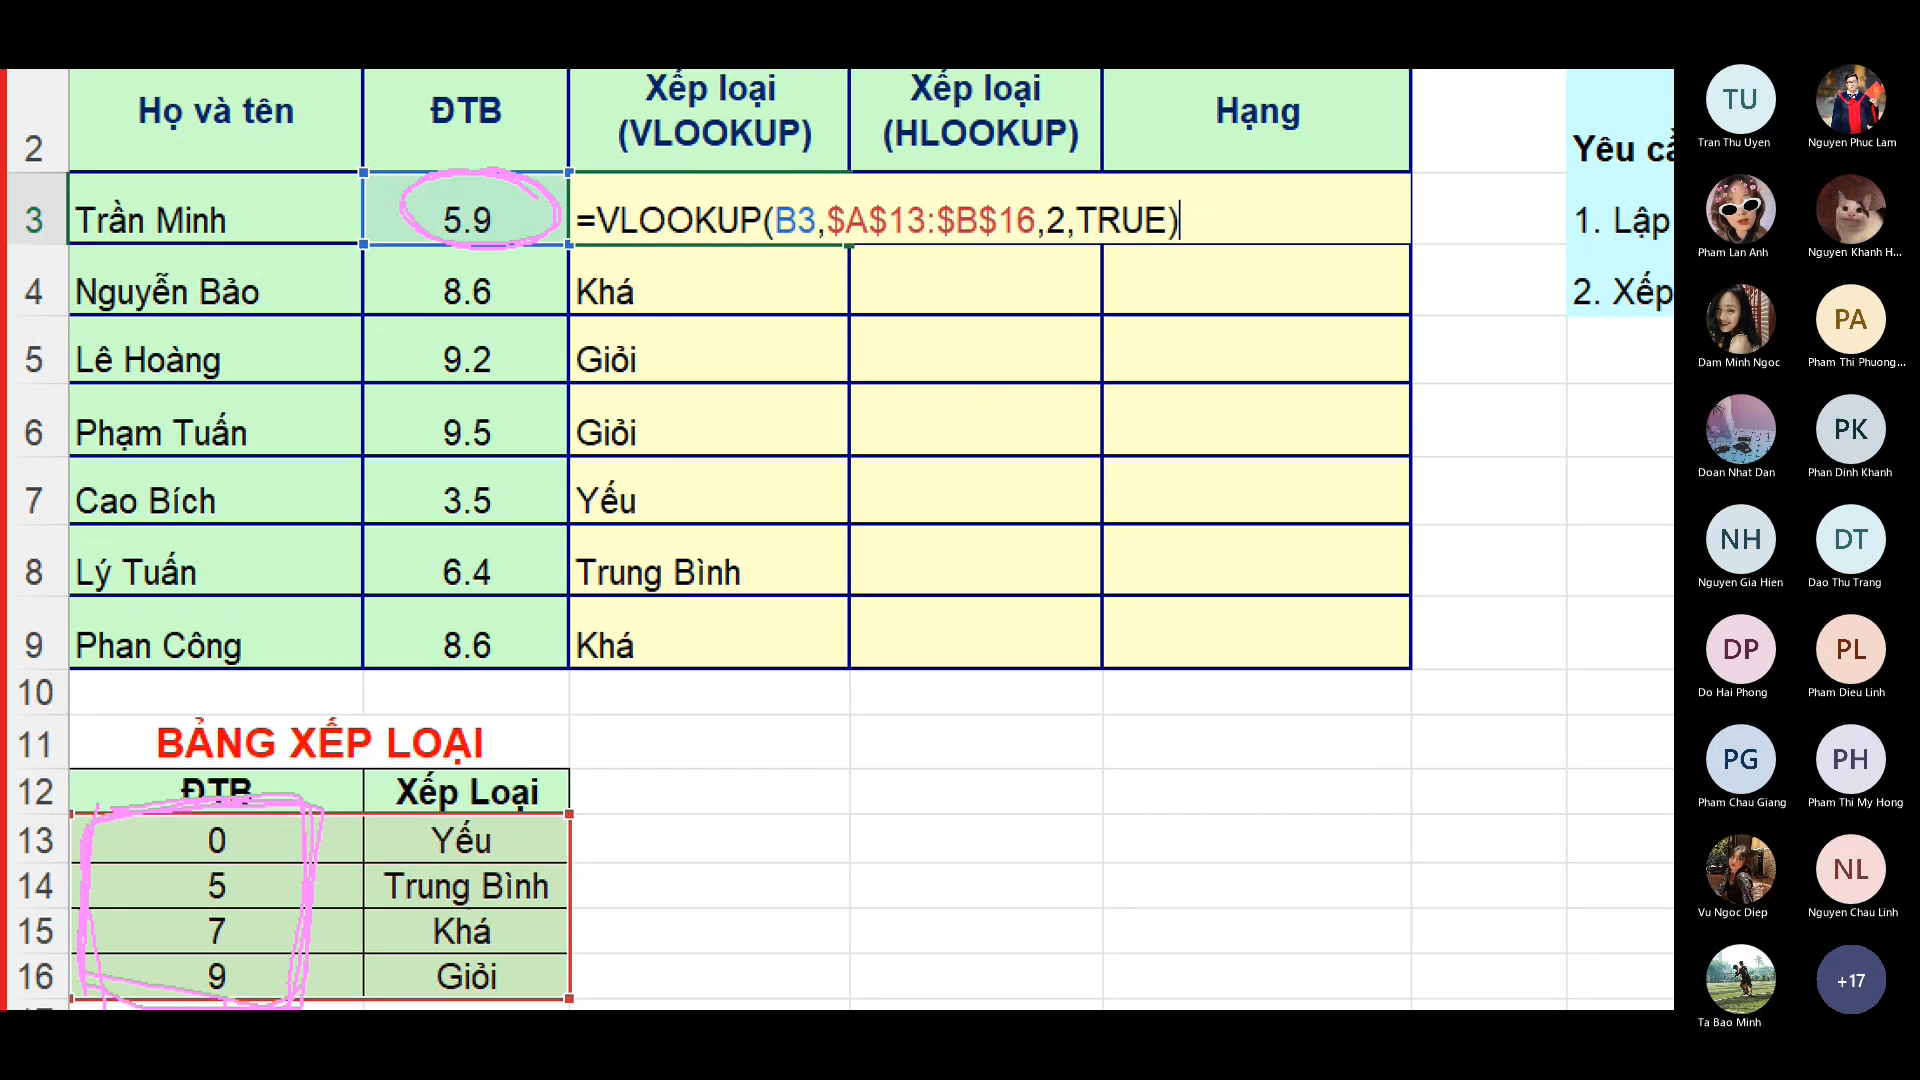 2 Họ và tên ĐTB Xếp loại (VLOOKUP) Xếp loại (HLOOKUP) Hạng
3 Trần Minh 5.9 =VLOOKUP(B3,$A$13:$B$16,2,TRUE)
4 Nguyễn Bảo 8.6 Khá
5 Lê Hoàng 9.2 Giỏi
6 Phạm Tuấn 9.5 Giỏi
7 Cao Bích 3.5 Yếu
8 Lý Tuấn 6.4 Trung Bình
9 Phan Công 8.6 Khá
10
11 BẢNG XẾP LOẠI
12 ĐTB Xếp Loại
13 0 Yếu
14 5 Trung Bình
15 7 Khá
16 9 Giỏi
Yêu
1. Lập
2. Xếp
TU
Tran Thu Uyen
Nguyen Phuc Lam
Pham Lan Anh
Nguyen Khanh H...
Dam Minh Ngoc
PA
Pham Thi Phuong...
Doan Nhat Dan
PK
Phan Dinh Khanh
NH
Nguyen Gia Hien
DT
Dao Thu Trang
DP
Do Hai Phong
PL
Pham Dieu Linh
PG
Pham Chau Giang
PH
Pham Thi My Hong
Vu Ngoc Diep
NL
Nguyen Chau Linh
Ta Bao Minh
+17